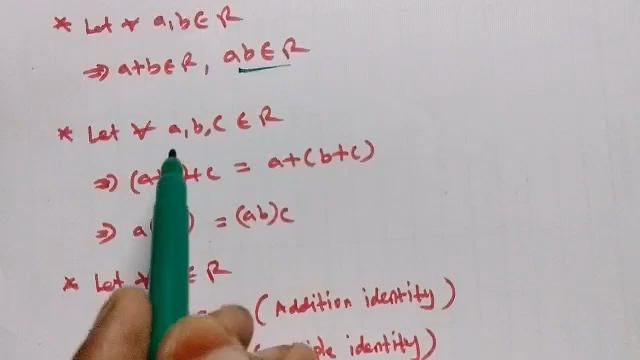 * Let ∀ a,b ∈ R
⇒ a+b ∈ R, ab ∈ R
* Let ∀ a,b,c ∈ R
⇒ (a+ )+c = a+(b+c)
⇒ a( ) = (ab)c
* Let ∀ ∈ R
(Addition identity)
identity)